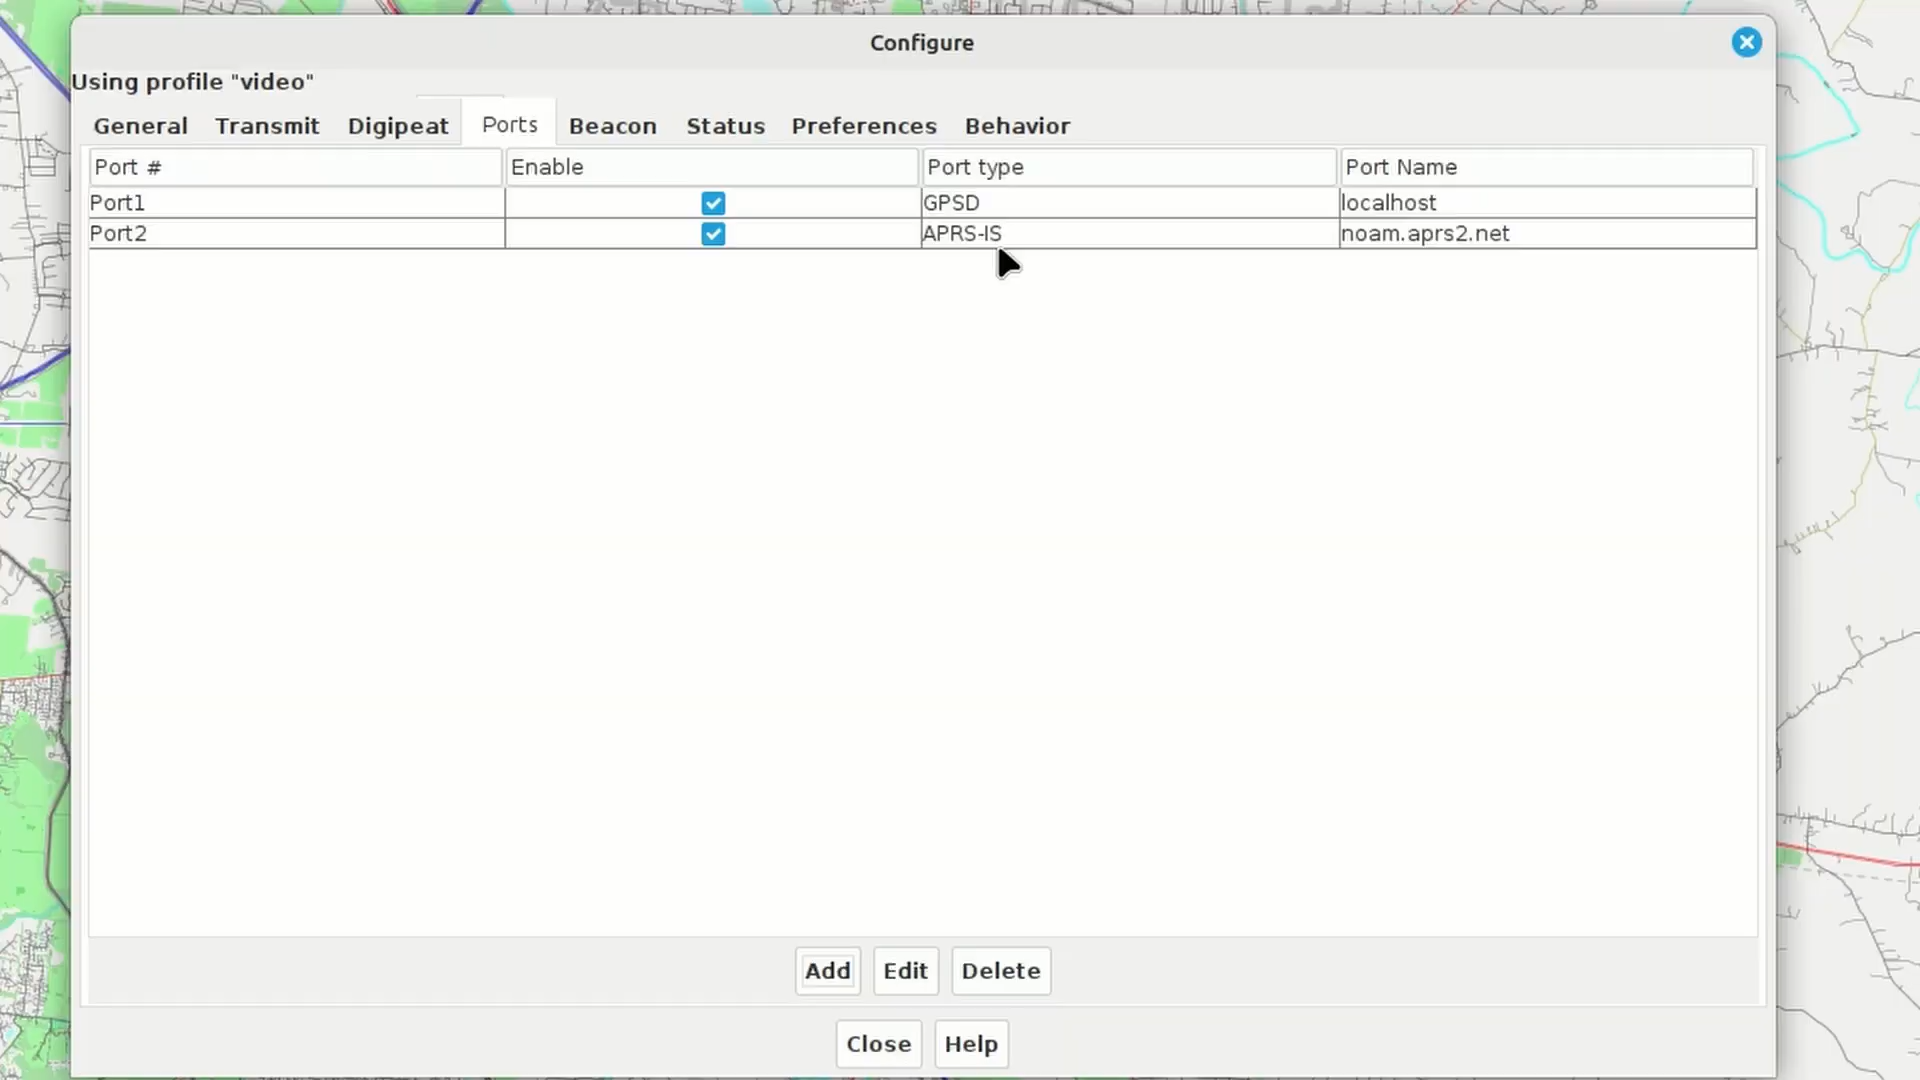 Configure
Using profile "video"
General Transmit Digipeat Ports Beacon Status Preferences Behavior
Port # Enable Port type Port Name
Port1 GPSD localhost
Port2 APRS-IS noam.aprs2.net
Add Edit Delete
Close Help